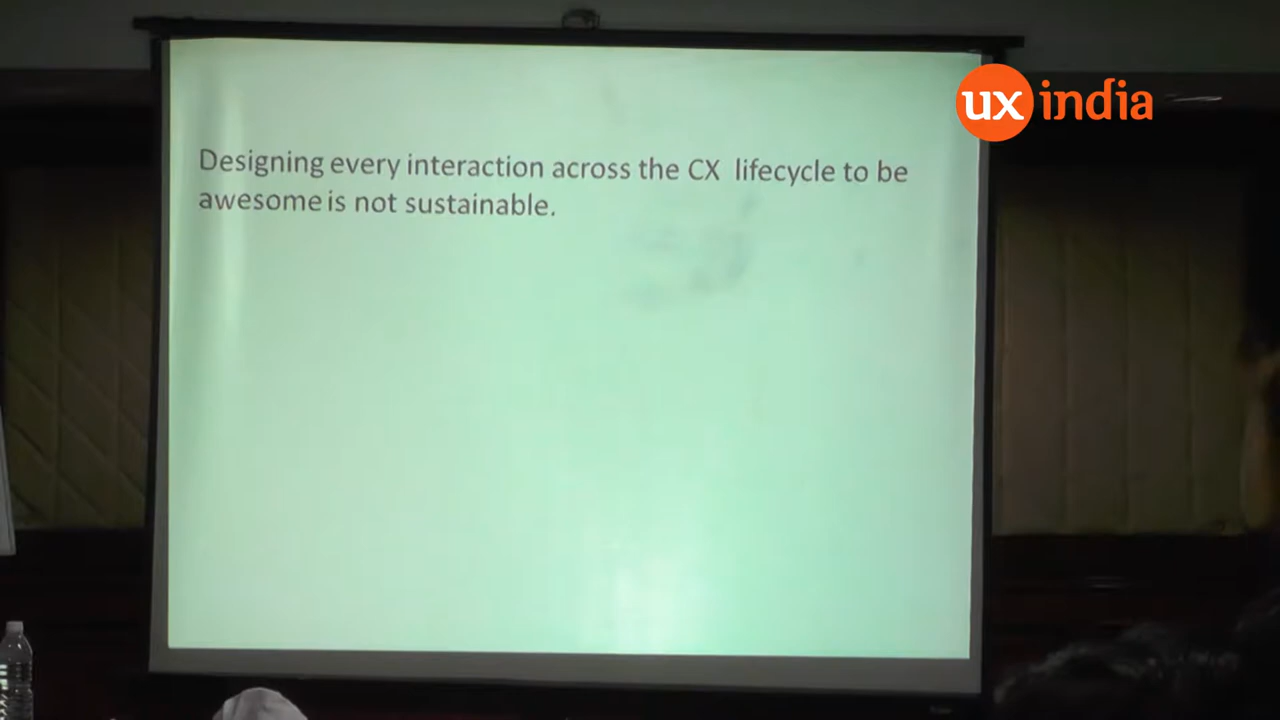 ux india
Designing every interaction across the CX lifecycle to be
awesome is not sustainable.